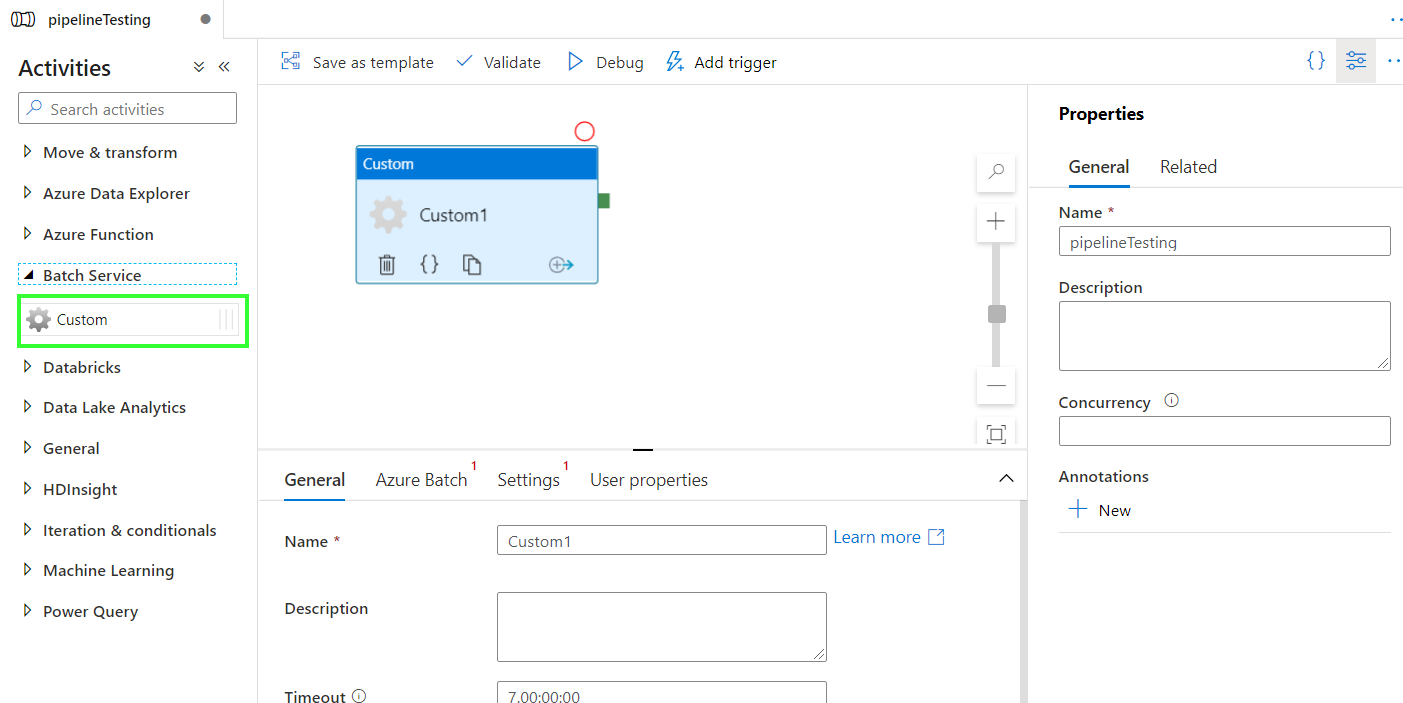 pipelineTesting
Activities
Search activities
Move & transform
Azure Data Explorer
Azure Function
Batch Service
Custom
Databricks
Data Lake Analytics
General
HDInsight
Iteration & conditionals
Machine Learning
Power Query
Save as template
Validate
Debug
Add trigger
Custom
Custom1
General
Azure Batch 1
Settings 1
User properties
Name *
Custom1
Learn more
Description
Timeout
7.00:00:00
Properties
General
Related
Name *
pipelineTesting
Description
Concurrency
Annotations
New